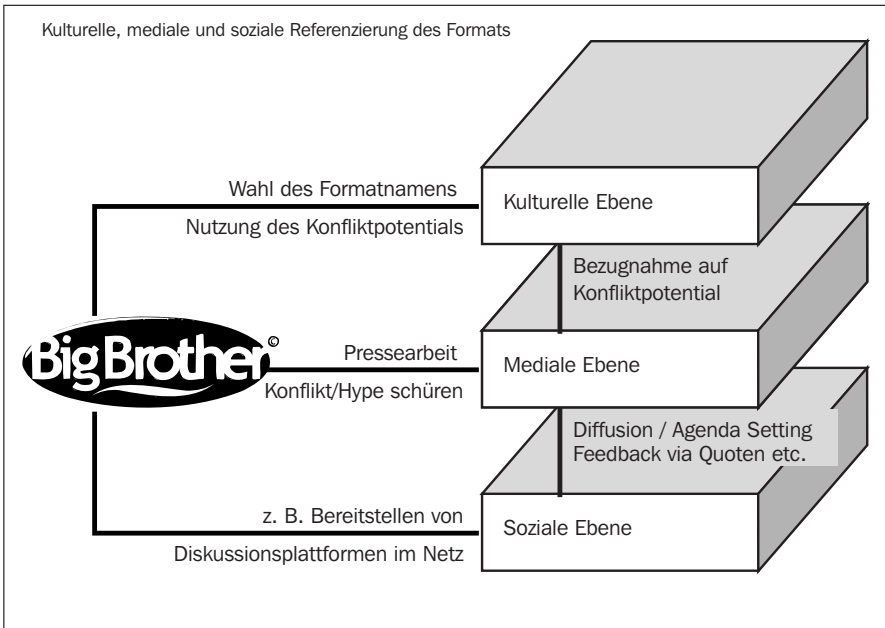 Kulturelle, mediale und soziale Referenzierung des Formats
Wahl des Formatnamens
Nutzung des Konfliktpotentials
Kulturelle Ebene
Bezugnahme auf
Konfliktpotential
Big Brother©
Pressearbeit
Konflikt/Hype schüren
Mediale Ebene
Diffusion / Agenda Setting
Feedback via Quoten etc.
z. B. Bereitstellen von
Diskussionsplattformen im Netz
Soziale Ebene